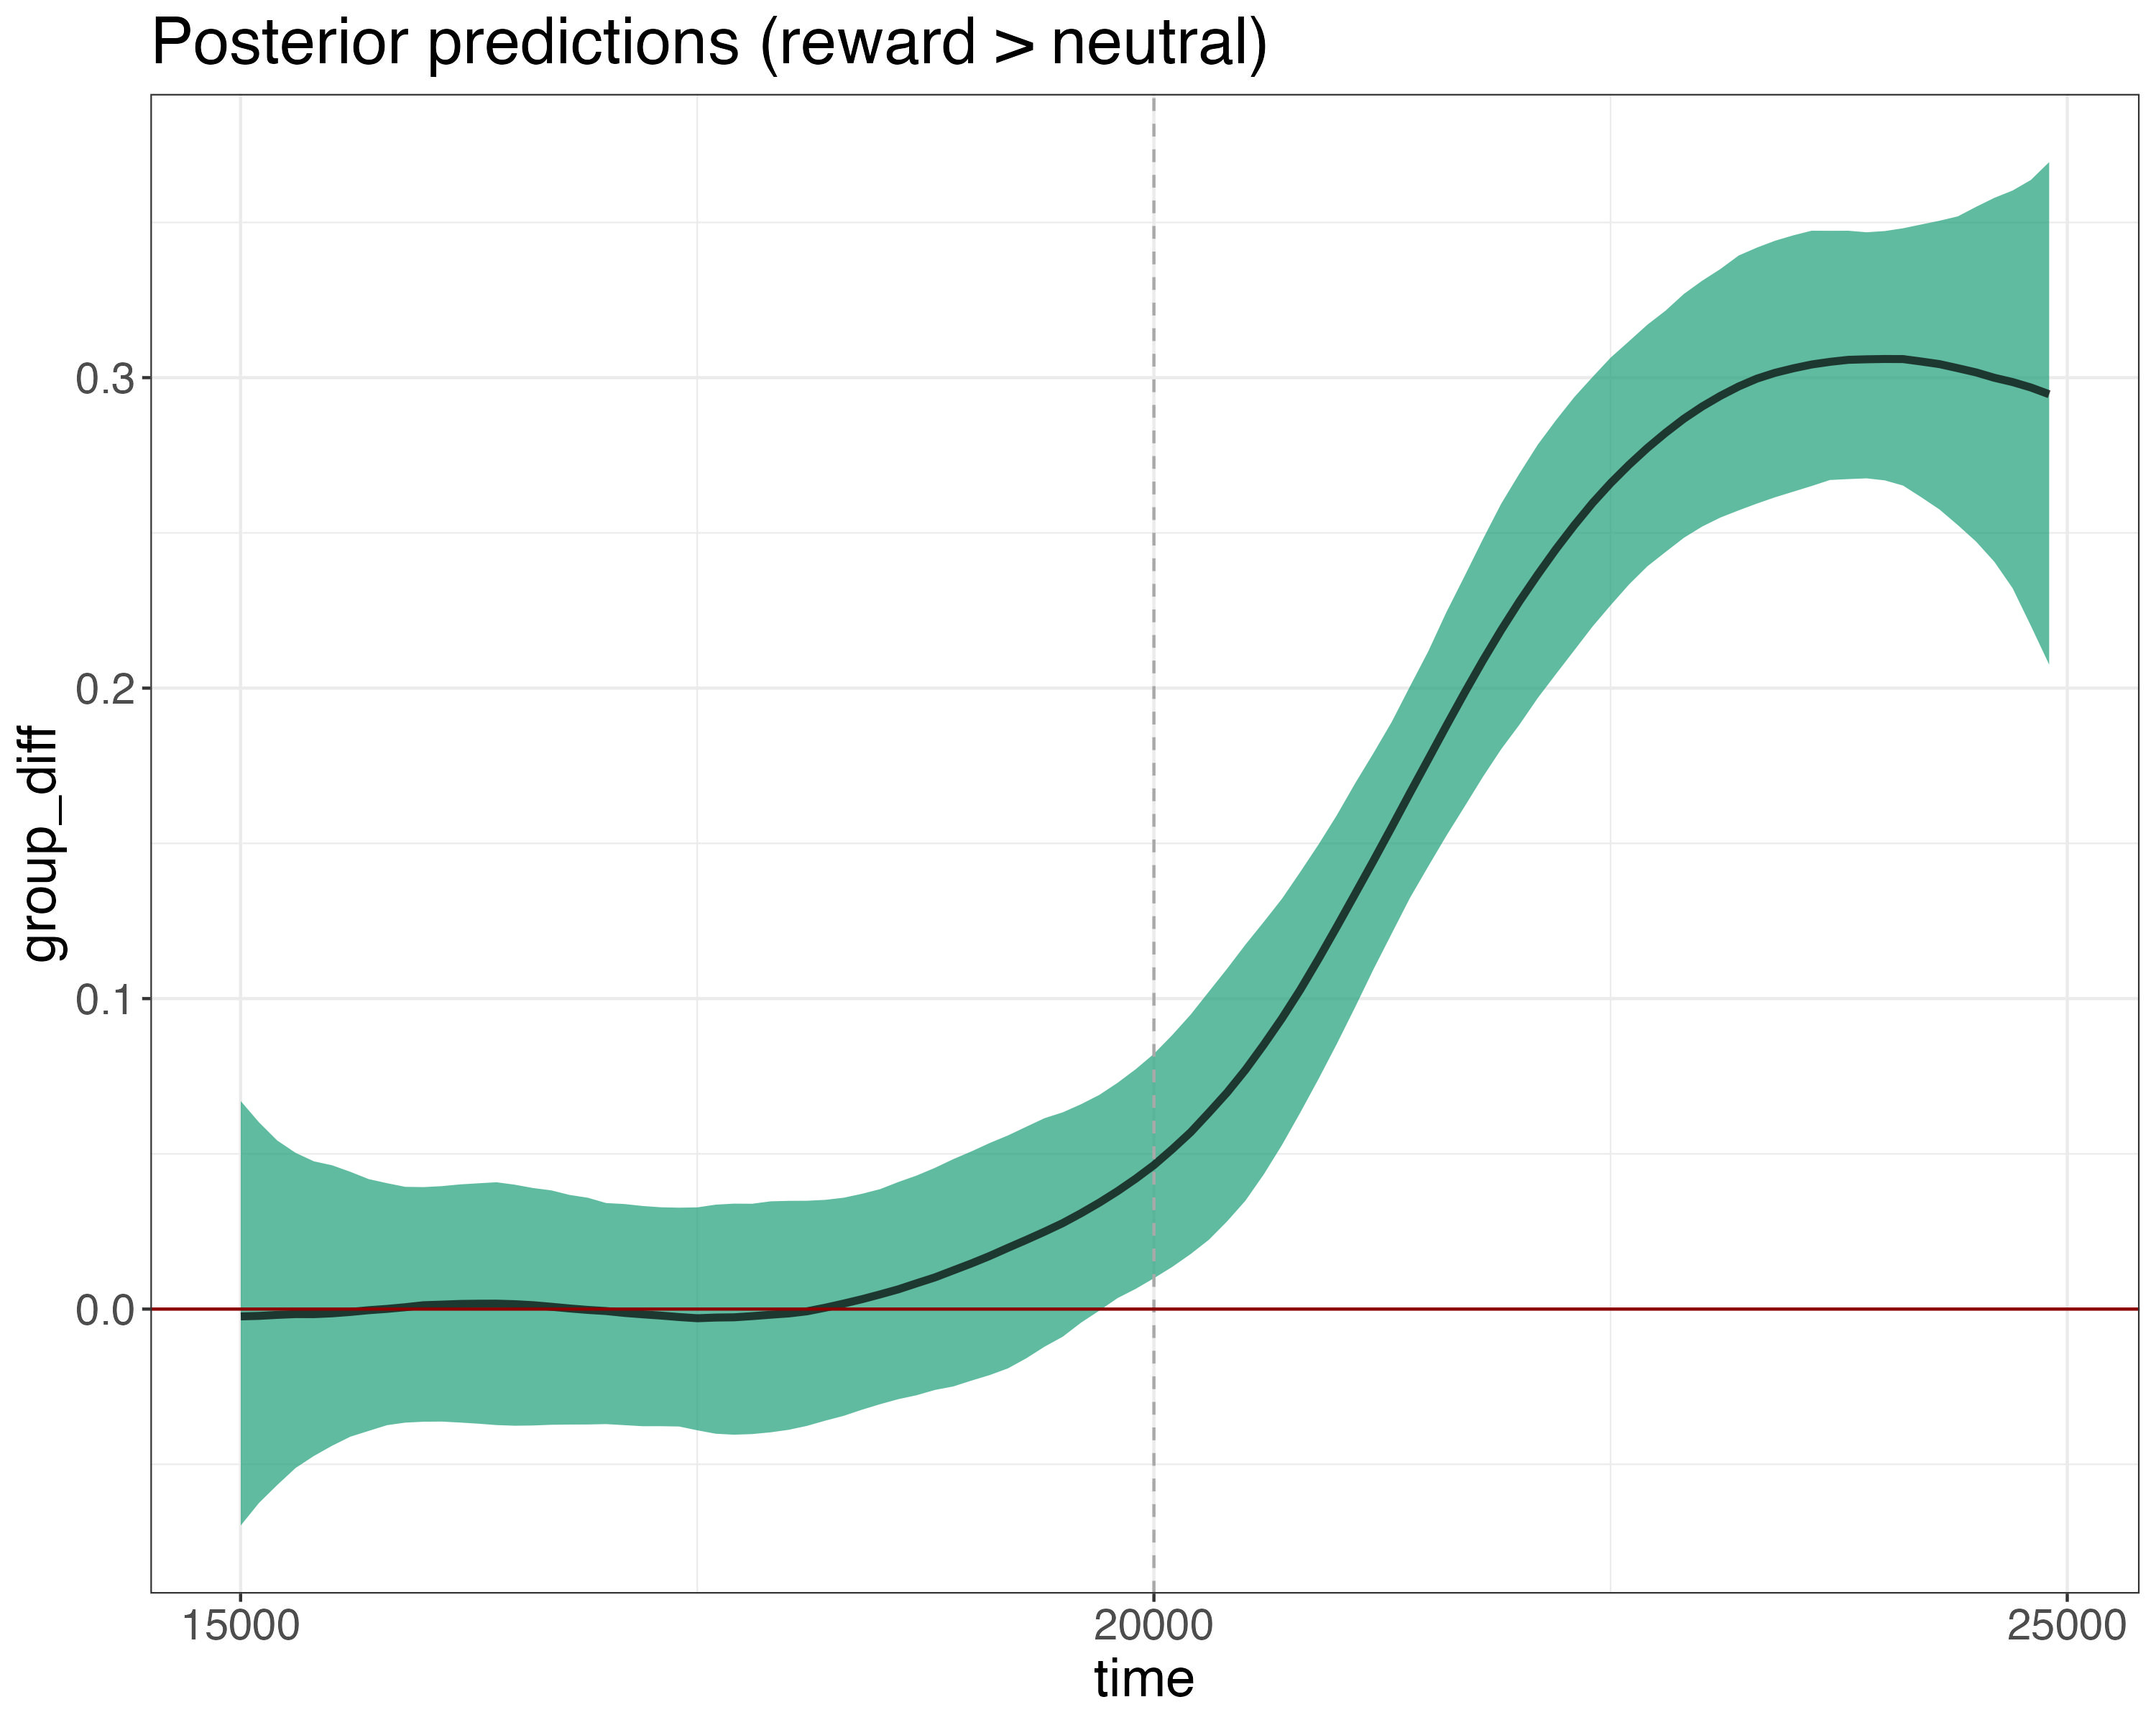 Posterior predictions (reward > neutral)
group_diff
0.3
0.2
0.1
0.0
15000 20000 25000
time